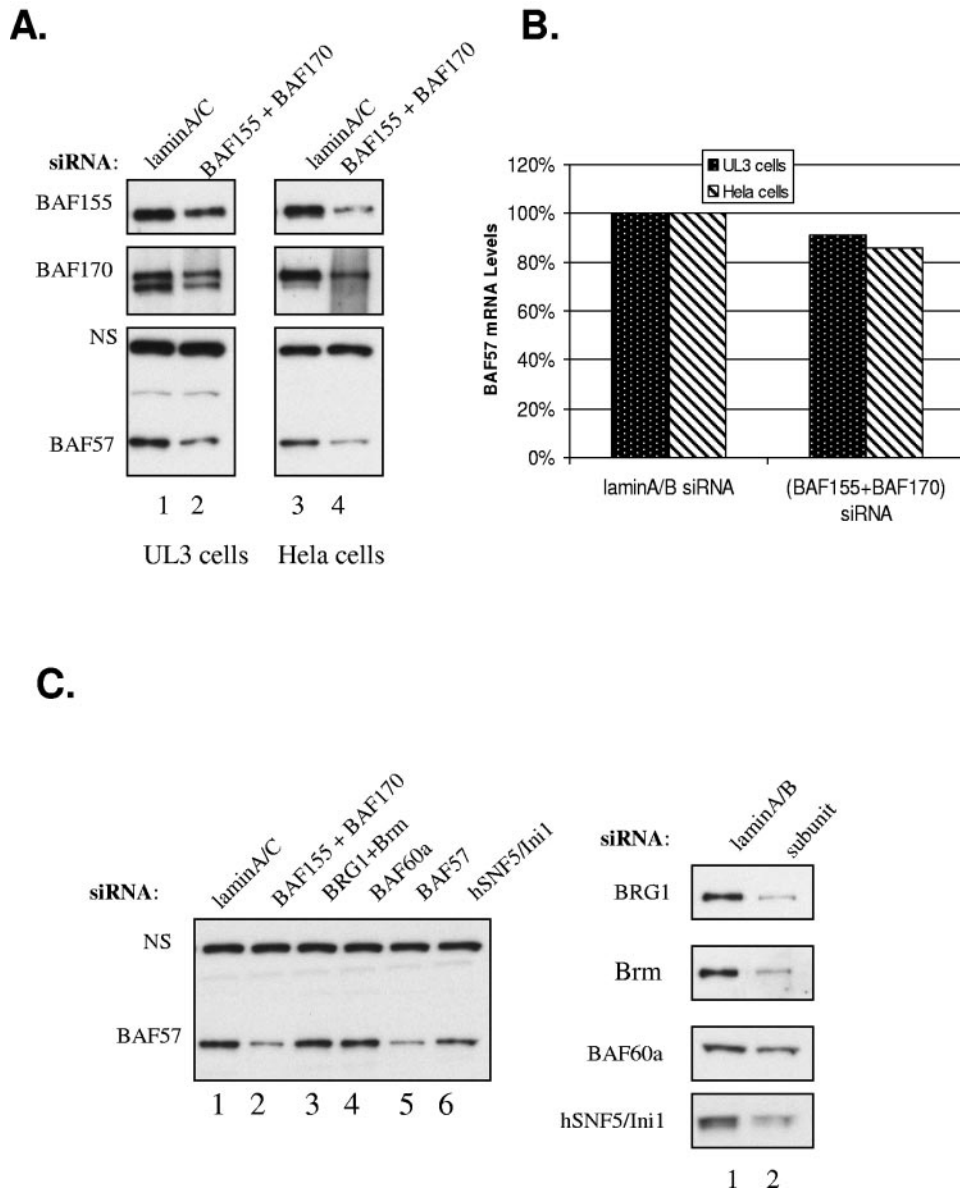 A.
siRNA:
laminA/C
BAF155 + BAF170
laminA/C
BAF155 + BAF170
BAF155
BAF170
NS
BAF57
1 2 3 4
UL3 cells Hela cells
B.
BAF57 mRNA Levels
120%
100%
80%
60%
40%
20%
0%
UL3 cells
Hela cells
laminA/B siRNA
(BAF155+BAF170)
siRNA
C.
siRNA:
laminA/C
BAF155 + BAF170
BRG1+Brm
BAF60a
BAF57
hSNF5/Ini1
NS
BAF57
1 2 3 4 5 6
siRNA:
laminA/B
subunit
BRG1
Brm
BAF60a
hSNF5/Ini1
1 2